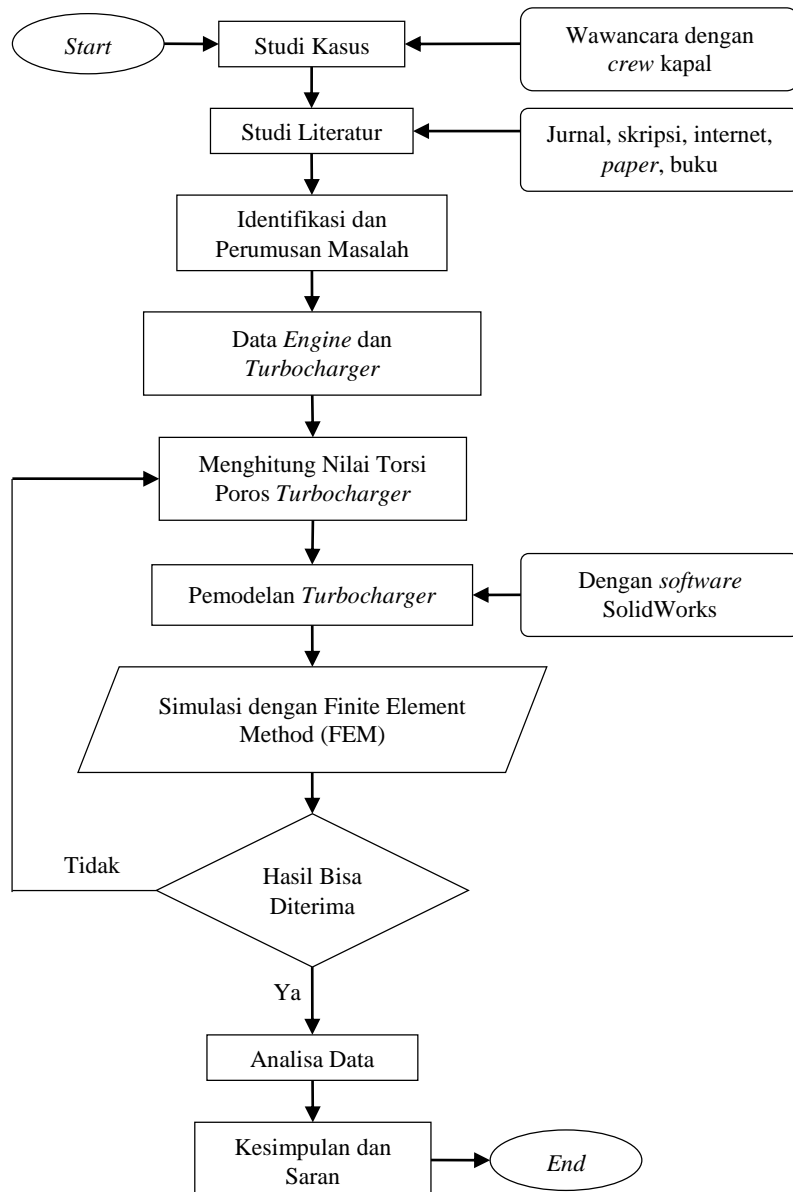 Start
Studi Kasus
Wawancara dengan
crew kapal
Studi Literatur
Jurnal, skripsi, internet,
paper, buku
Identifikasi dan
Perumusan Masalah
Data Engine dan
Turbocharger
Menghitung Nilai Torsi
Poros Turbocharger
Pemodelan Turbocharger
Dengan software
SolidWorks
Simulasi dengan Finite Element
Method (FEM)
Tidak
Hasil Bisa
Diterima
Ya
Analisa Data
Kesimpulan dan
Saran
End